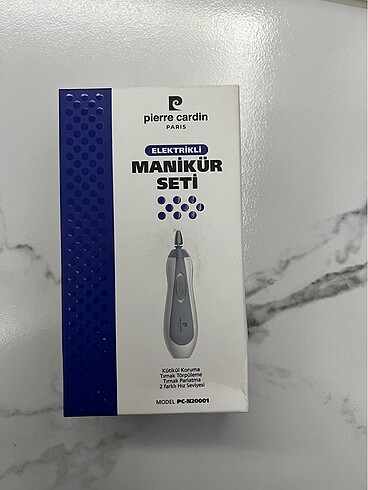 pierre cardin
PARIS
ELEKTRİKLİ
MANİKÜR
SETİ
Kütikül Koruma
Tırnak Törpüleme
Tırnak Parlatma
2 farklı Hız Seviyesi
MODEL PC-N20001